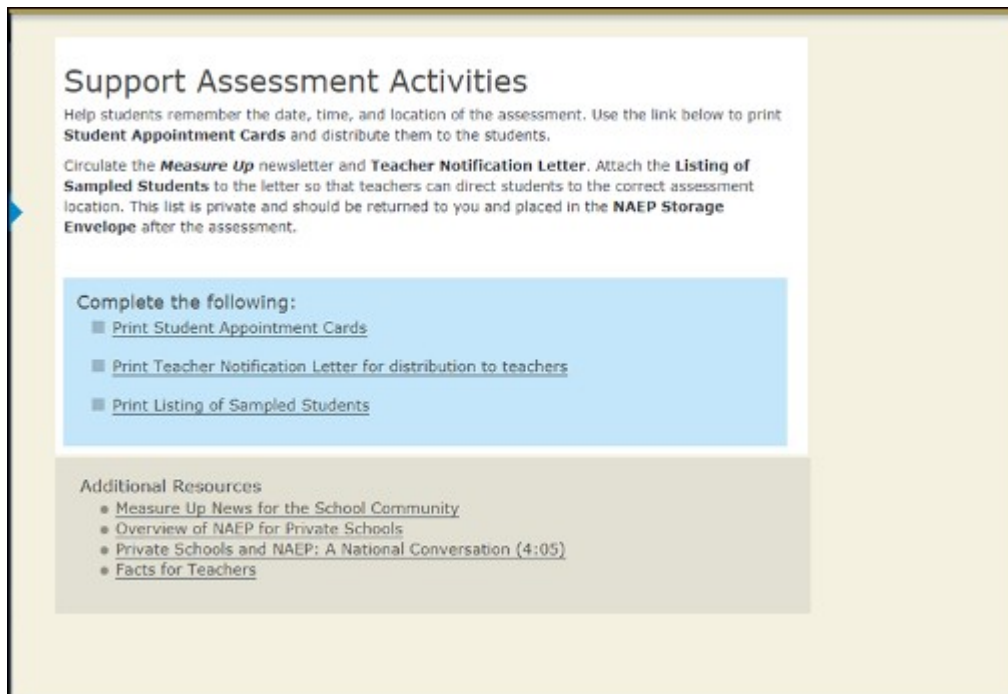 Support Assessment Activities
Help students remember the date, time, and location of the assessment. Use the link below to print
Student Appointment Cards and distribute them to the students.
Circulate the Measure Up newsletter and Teacher Notification Letter. Attach the Listing of
Sampled Students to the letter so that teachers can direct students to the correct assessment
location. This list is private and should be returned to you and placed in the NAEP Storage
Envelope after the assessment.
Complete the following:
Print Student Appointment Cards
Print Teacher Notification Letter for distribution to teachers
Print Listing of Sampled Students
Additional Resources
Measure Up News for the School Community
Overview of NAEP for Private Schools
Private Schools and NAEP: A National Conversation (4:05)
Facts for Teachers